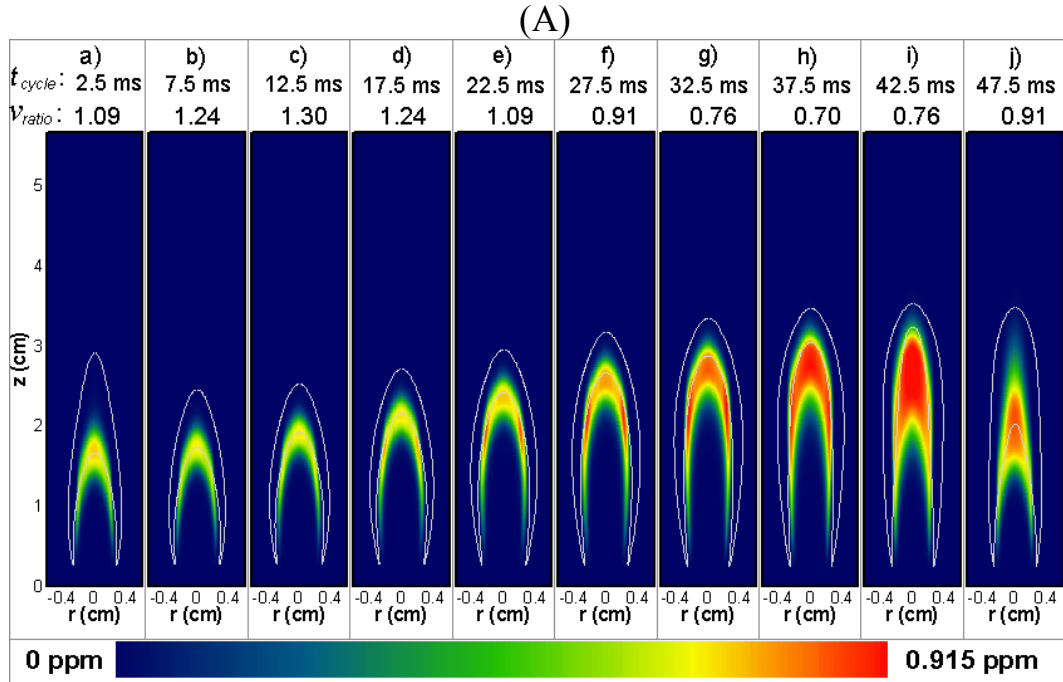 (A)
a) b) c) d) e) f) g) h) i) j)
t cycle: 2.5 ms 7.5 ms 12.5 ms 17.5 ms 22.5 ms 27.5 ms 32.5 ms 37.5 ms 42.5 ms 47.5 ms
v ratio: 1.09 1.24 1.30 1.24 1.09 0.91 0.76 0.70 0.76 0.91
5
4
3
z (cm)
2
1
0
-0.4 0 0.4 -0.4 0 0.4 -0.4 0 0.4 -0.4 0 0.4 -0.4 0 0.4 -0.4 0 0.4 -0.4 0 0.4 -0.4 0 0.4 -0.4 0 0.4 -0.4 0 0.4
r (cm) r (cm) r (cm) r (cm) r (cm) r (cm) r (cm) r (cm) r (cm) r (cm)
0 ppm 0.915 ppm